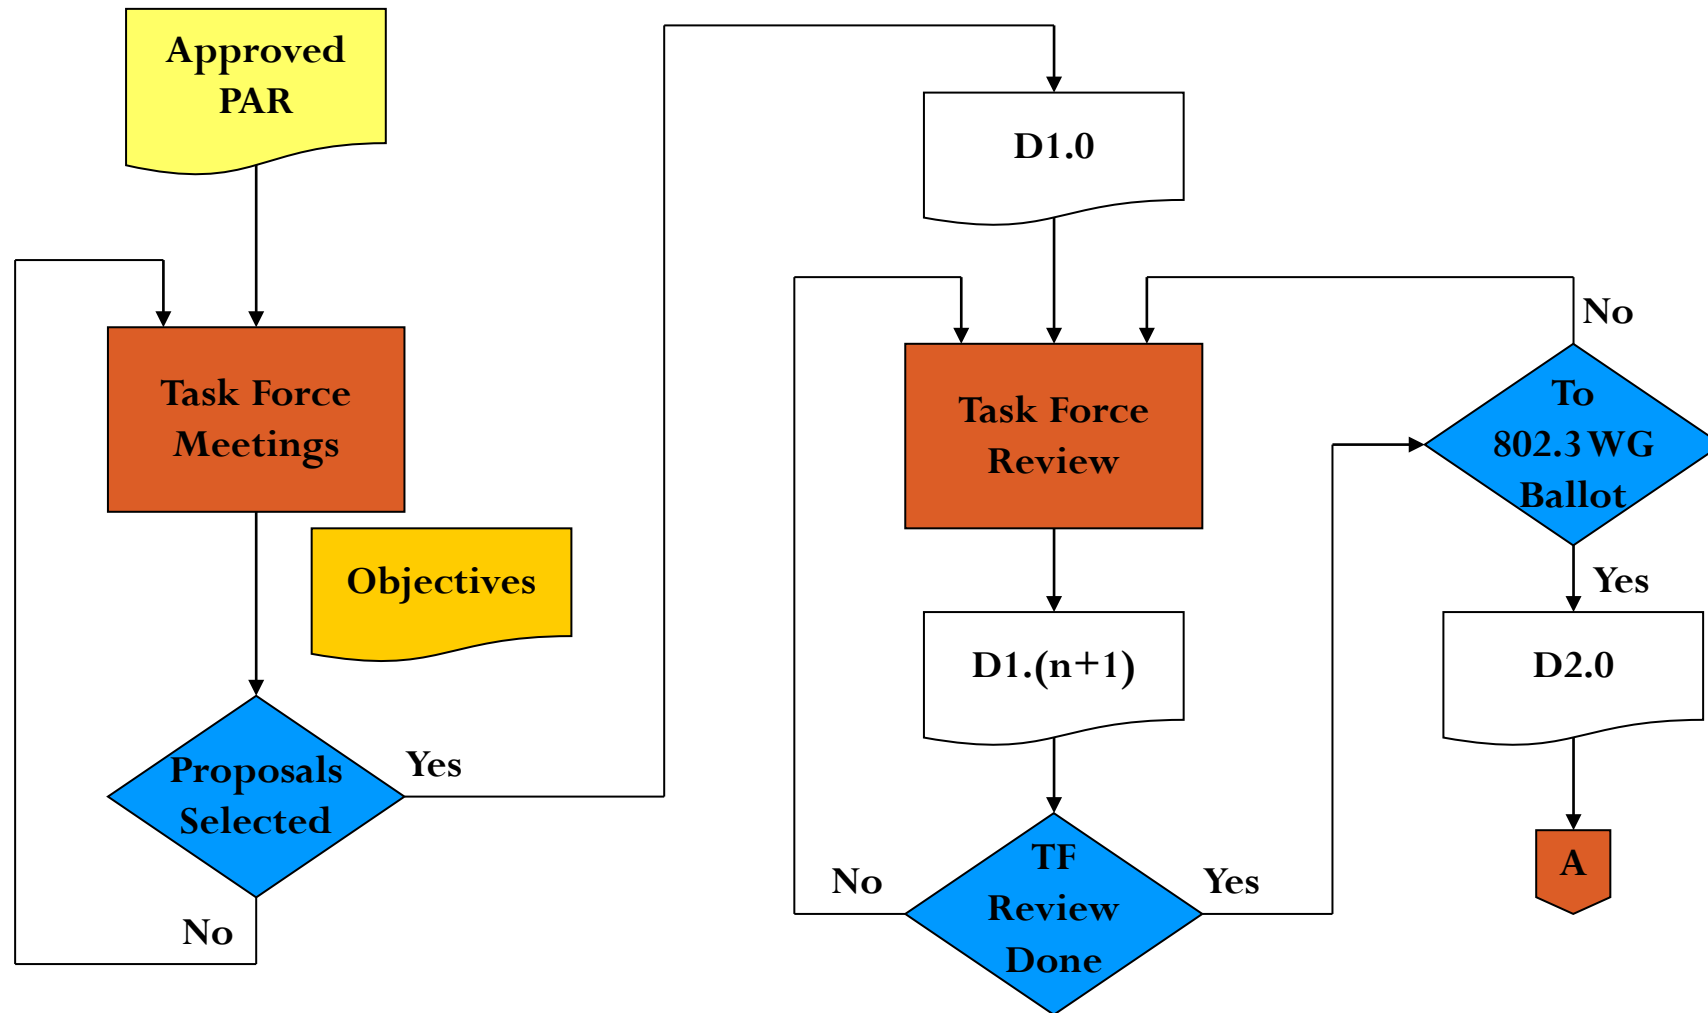 Approved
PAR
Task Force
Meetings
Objectives
Proposals
Selected
Yes
No
D1.0
Task Force
Review
D1.(n+1)
TF
Review
Done
No
Yes
To
802.3 WG
Ballot
No
Yes
D2.0
A